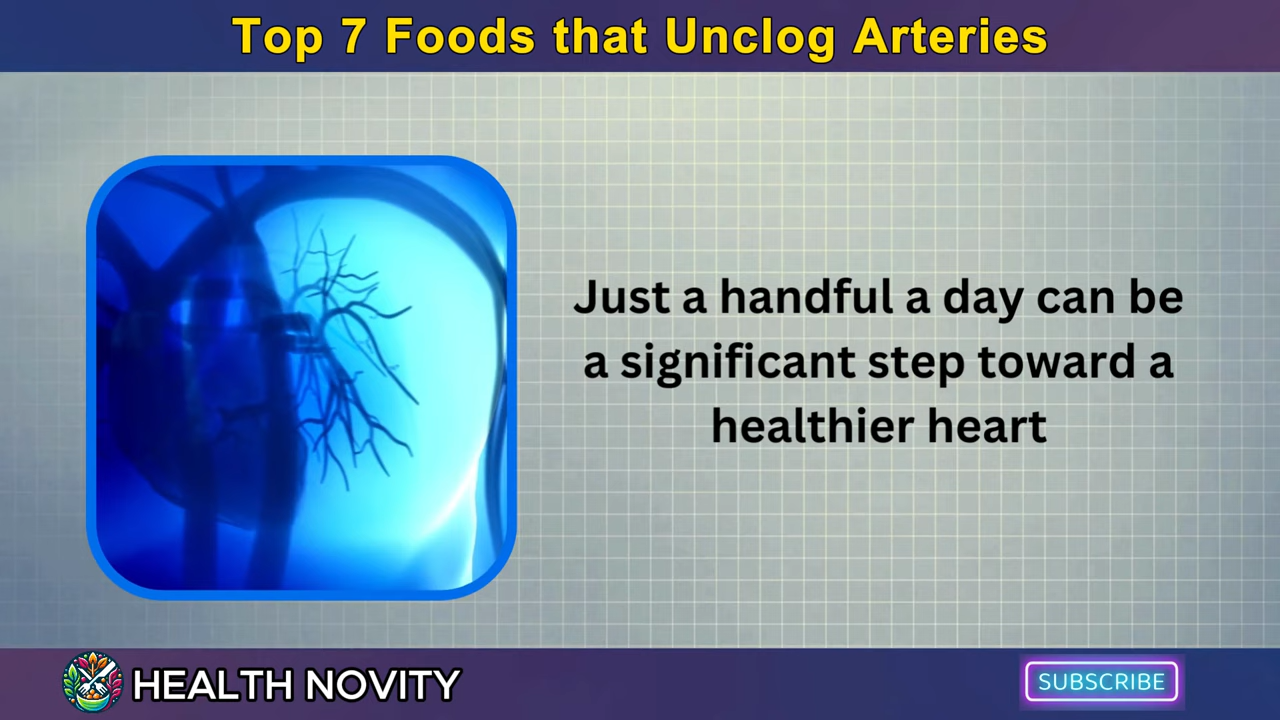 Top 7 Foods that Unclog Arteries
Just a handful a day can be
a significant step toward a
healthier heart
HEALTH NOVITY
SUBSCRIBE